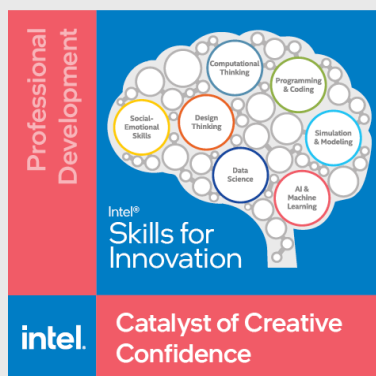 Professional
Development
Computational
Thinking
Programming
& Coding
Social-
Emotional
Skills
Design
Thinking
Simulation
& Modeling
Data
Science
AI &
Machine
Learning
Intel®
Skills for
Innovation
intel.
Catalyst of Creative
Confidence